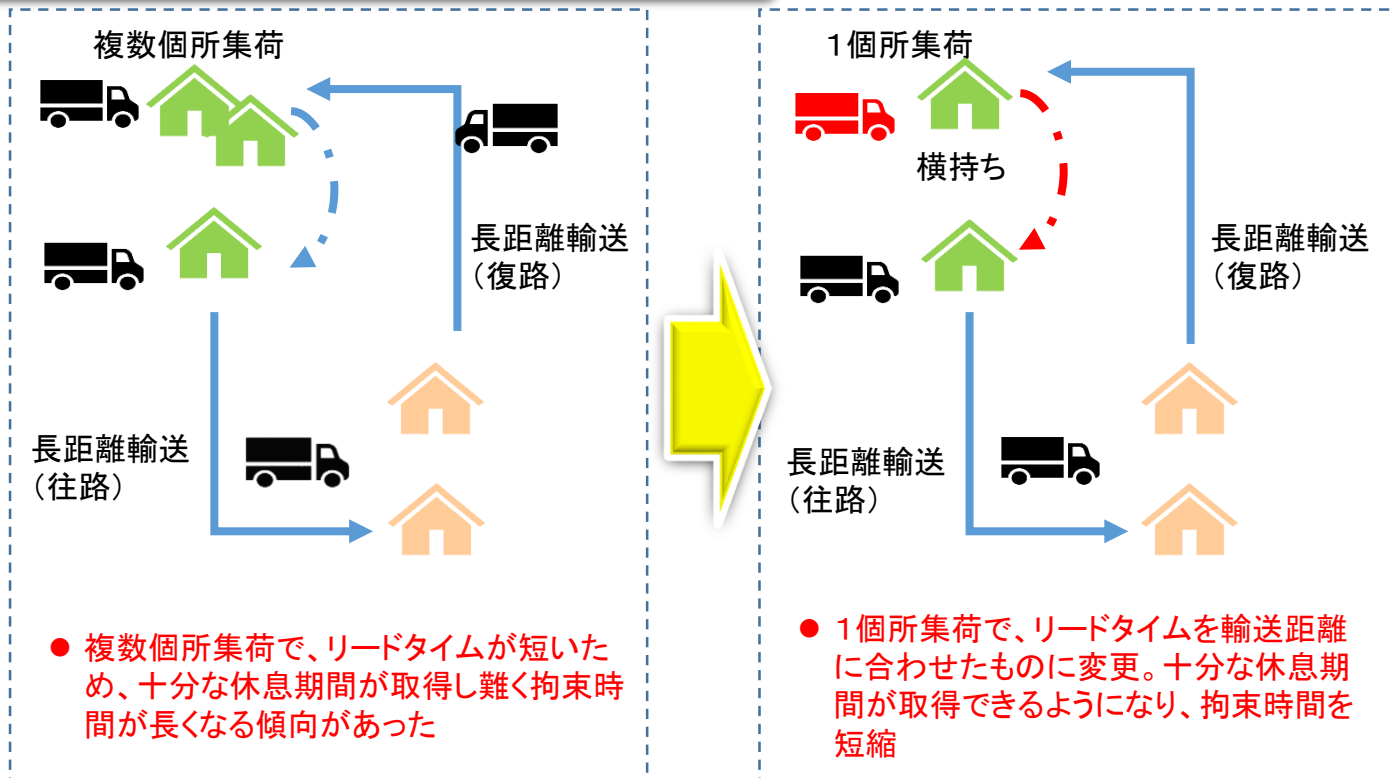 複数個所集荷
長距離輸送
（復路）
長距離輸送
（往路）
● 複数個所集荷で、リードタイムが短いた
め、十分な休息期間が取得し難く拘束時
間が長くなる傾向があった
1個所集荷
横持ち
長距離輸送
（復路）
長距離輸送
（往路）
● 1個所集荷で、リードタイムを輸送距離
に合わせたものに変更。十分な休息期
間が取得できるようになり、拘束時間を
短縮